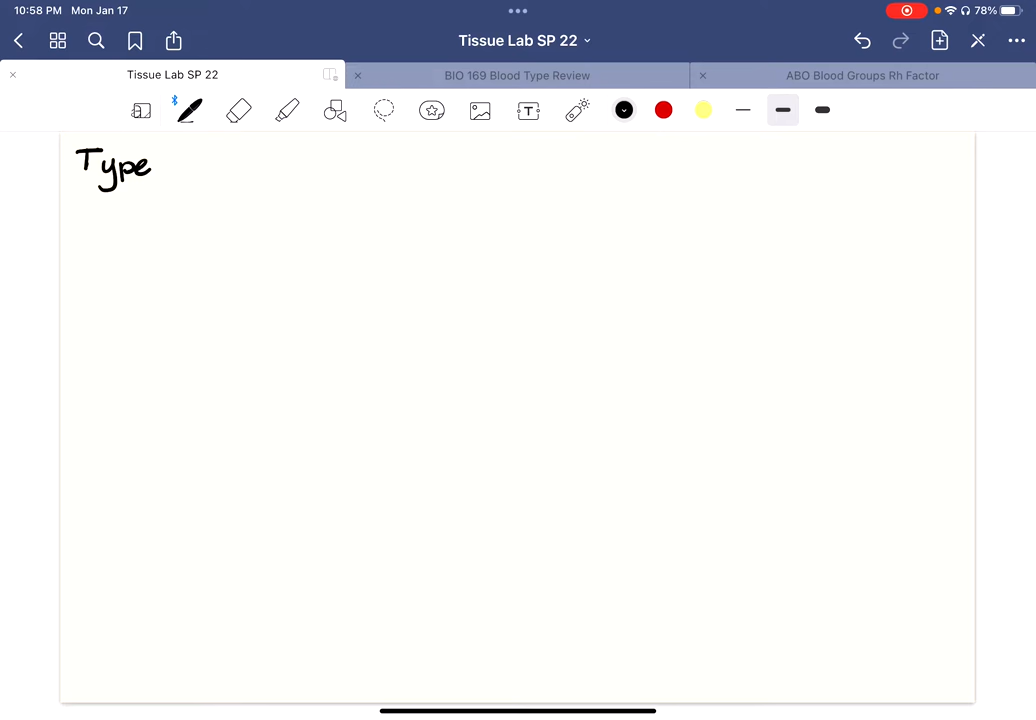 10:58 PM Mon Jan 17
78%
Tissue Lab SP 22
Tissue Lab SP 22
BIO 169 Blood Type Review
ABO Blood Groups Rh Factor
T
Type